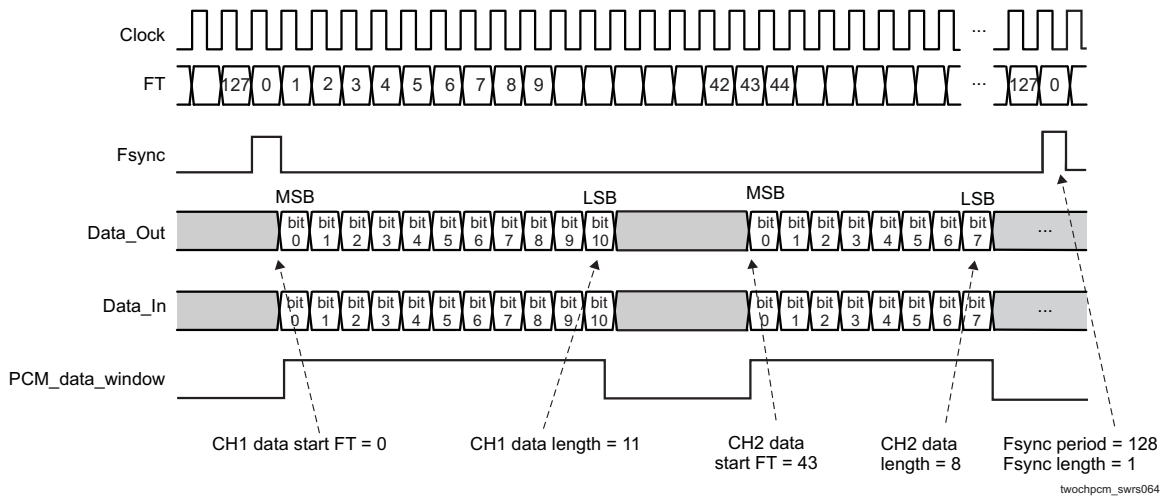 Clock
...
FT 127 0 1 2 3 4 5 6 7 8 9 42 43 44 ... 127 0
Fsync
MSB LSB MSB LSB
Data_Out bit 0 bit 1 bit 2 bit 3 bit 4 bit 5 bit 6 bit 7 bit 8 bit 9 bit 10 bit 0 bit 1 bit 2 bit 3 bit 4 bit 5 bit 6 bit 7 ...
Data_In bit 0 bit 1 bit 2 bit 3 bit 4 bit 5 bit 6 bit 7 bit 8 bit 9 bit 10 bit 0 bit 1 bit 2 bit 3 bit 4 bit 5 bit 6 bit 7 ...
PCM_data_window
CH1 data start FT = 0
CH1 data length = 11
CH2 data
start FT = 43
CH2 data
length = 8
Fsync period = 128
Fsync length = 1
twochpcm_swrs064